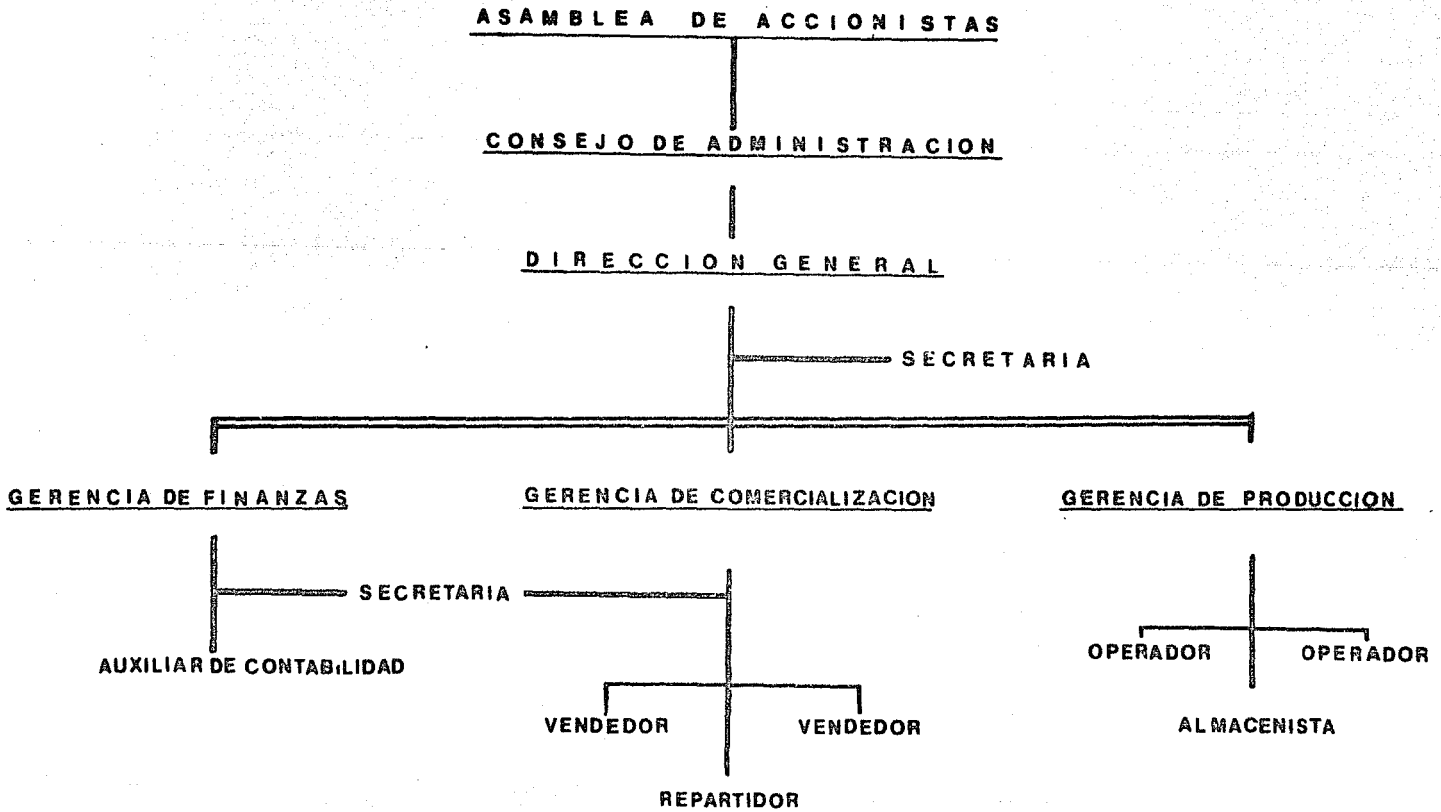 ASAMBLEA DE ACCIONISTAS
CONSEJO DE ADMINISTRACION
DIRECCION GENERAL
SECRETARIA
GERENCIA DE FINANZAS
GERENCIA DE COMERCIALIZACION
GERENCIA DE PRODUCCION
SECRETARIA
AUXILIAR DE CONTABILIDAD
OPERADOR
OPERADOR
VENDEDOR
VENDEDOR
ALMACENISTA
REPARTIDOR